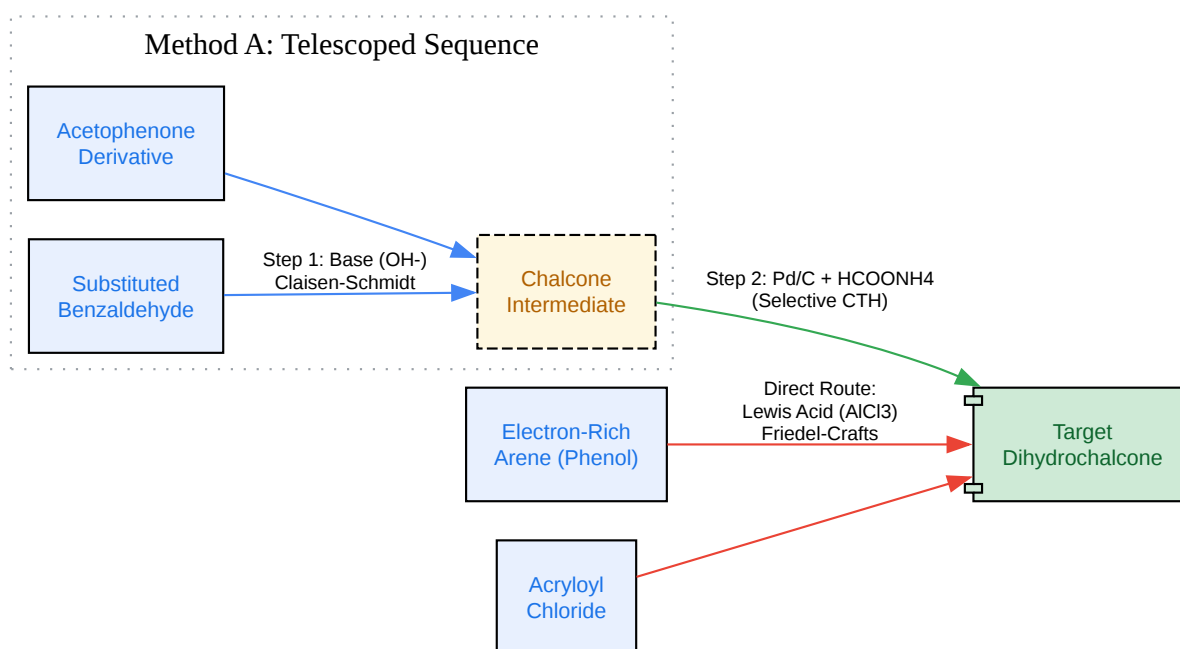 Method A: Telescoped Sequence
Acetophenone
Derivative
Substituted
Benzaldehyde
Step 1: Base (OH-)
Claisen-Schmidt
Chalcone
Intermediate
Step 2: Pd/C + HCOONH4
(Selective CTH)
Electron-Rich
Arene (Phenol)
Direct Route:
Lewis Acid (AlCl3)
Friedel-Crafts
Target
Dihydrochalcone
Acryloyl
Chloride